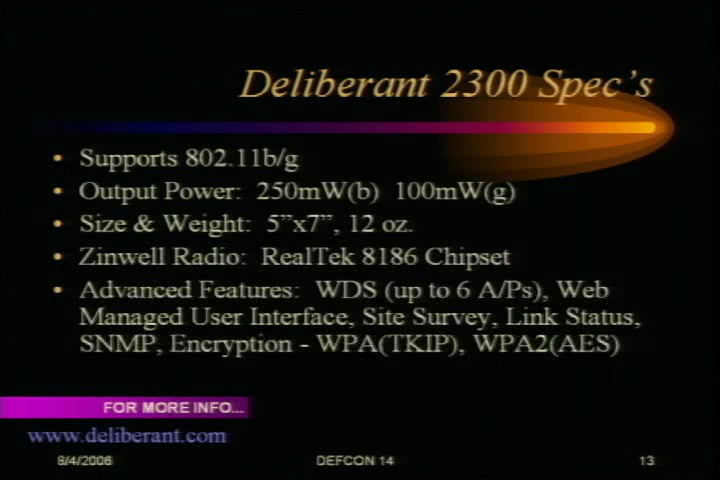 Deliberant 2300 Spec's
• Supports 802.11b/g
• Output Power:  250mW(b)  100mW(g)
• Size & Weight:  5”x7”, 12 oz.
• Zinwell Radio:  RealTek 8186 Chipset
• Advanced Features:  WDS (up to 6 A/Ps), Web
Managed User Interface, Site Survey, Link Status,
SNMP, Encryption - WPA(TKIP), WPA2(AES)
FOR MORE INFO...
www.deliberant.com
8/4/2006 DEFCON 14 13